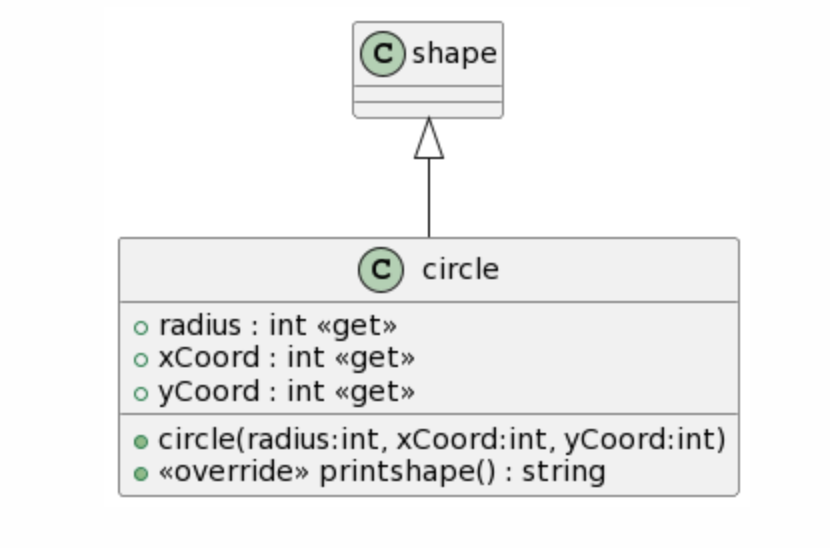 C shape
C circle
radius : int «get»
xCoord : int «get»
yCoord : int «get»
circle(radius:int, xCoord:int, yCoord:int)
«override» printshape() : string